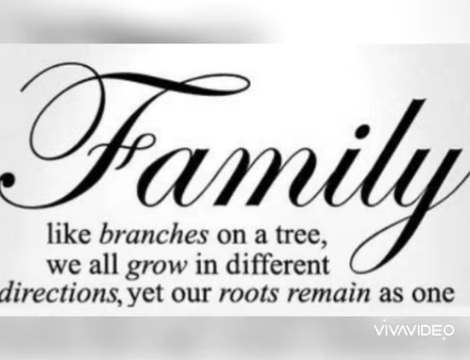 Family
like branches on a tree,
we all grow in different
directions, yet our roots remain as one
VIVAVIDEO